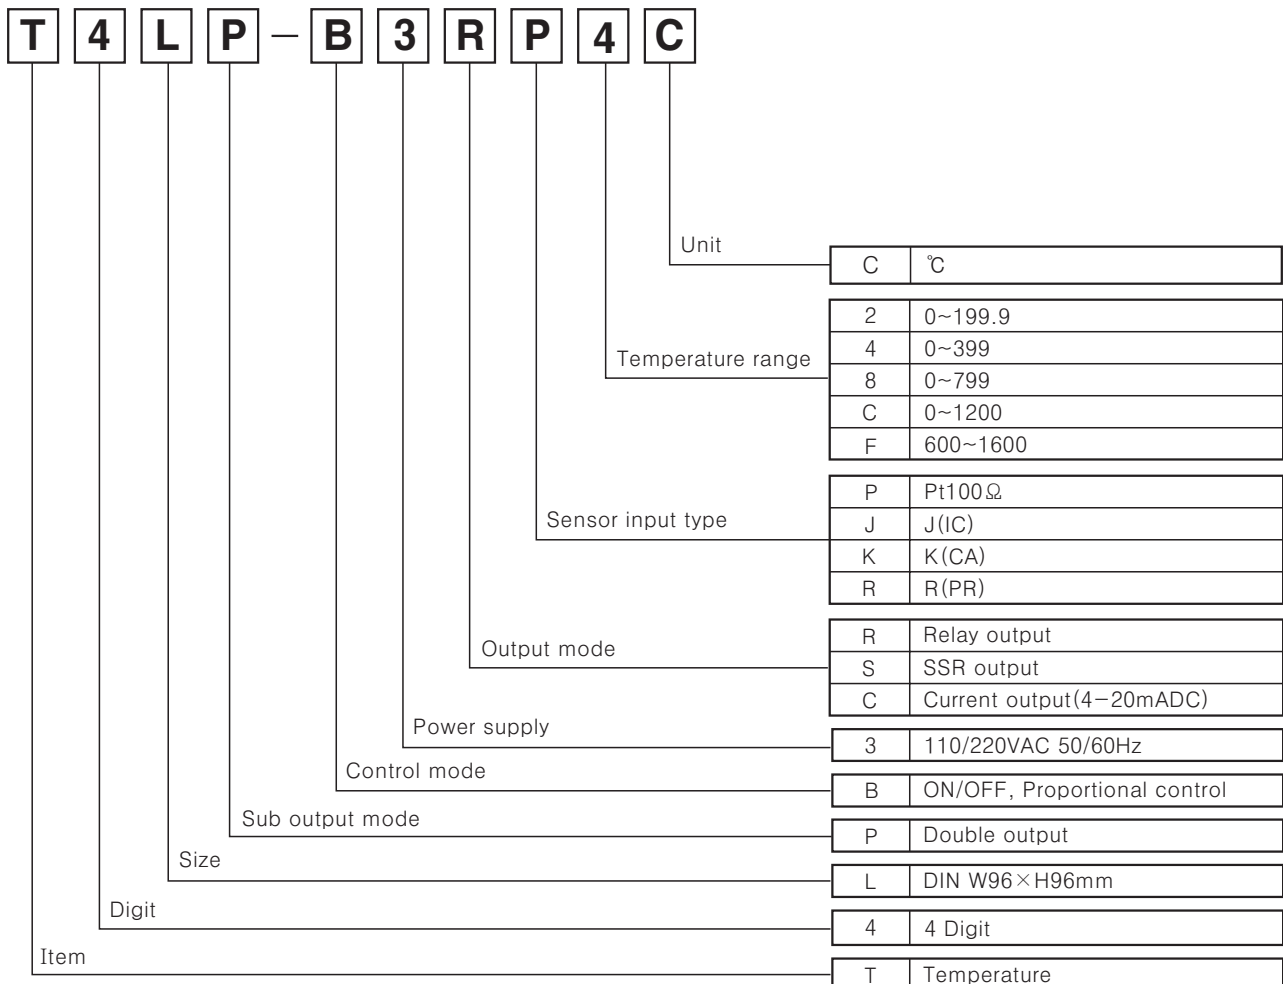 T 4 L P - B 3 R P 4 C
Unit
C ℃
Temperature range
2 0~199.9
4 0~399
8 0~799
C 0~1200
F 600~1600
Sensor input type
P Pt100Ω
J J(IC)
K K(CA)
R R(PR)
Output mode
R Relay output
S SSR output
C Current output(4-20mADC)
Power supply
3 110/220VAC 50/60Hz
Control mode
B ON/OFF, Proportional control
Sub output mode
P Double output
Size
L DIN W96×H96mm
Digit
4 4 Digit
Item
T Temperature